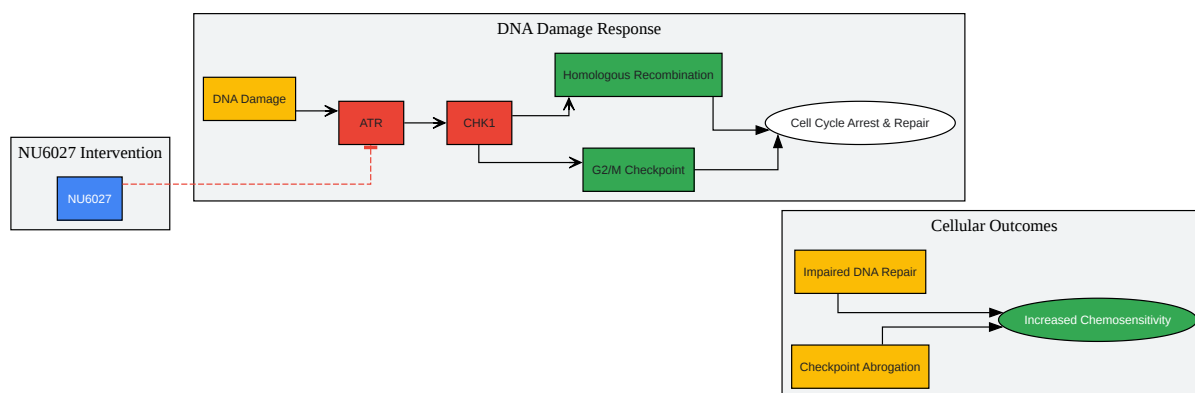 DNA Damage Response
Homologous Recombination
DNA Damage
ATR
CHK1
Cell Cycle Arrest & Repair
G2/M Checkpoint
NU6027 Intervention
NU6027
Cellular Outcomes
Impaired DNA Repair
Increased Chemosensitivity
Checkpoint Abrogation